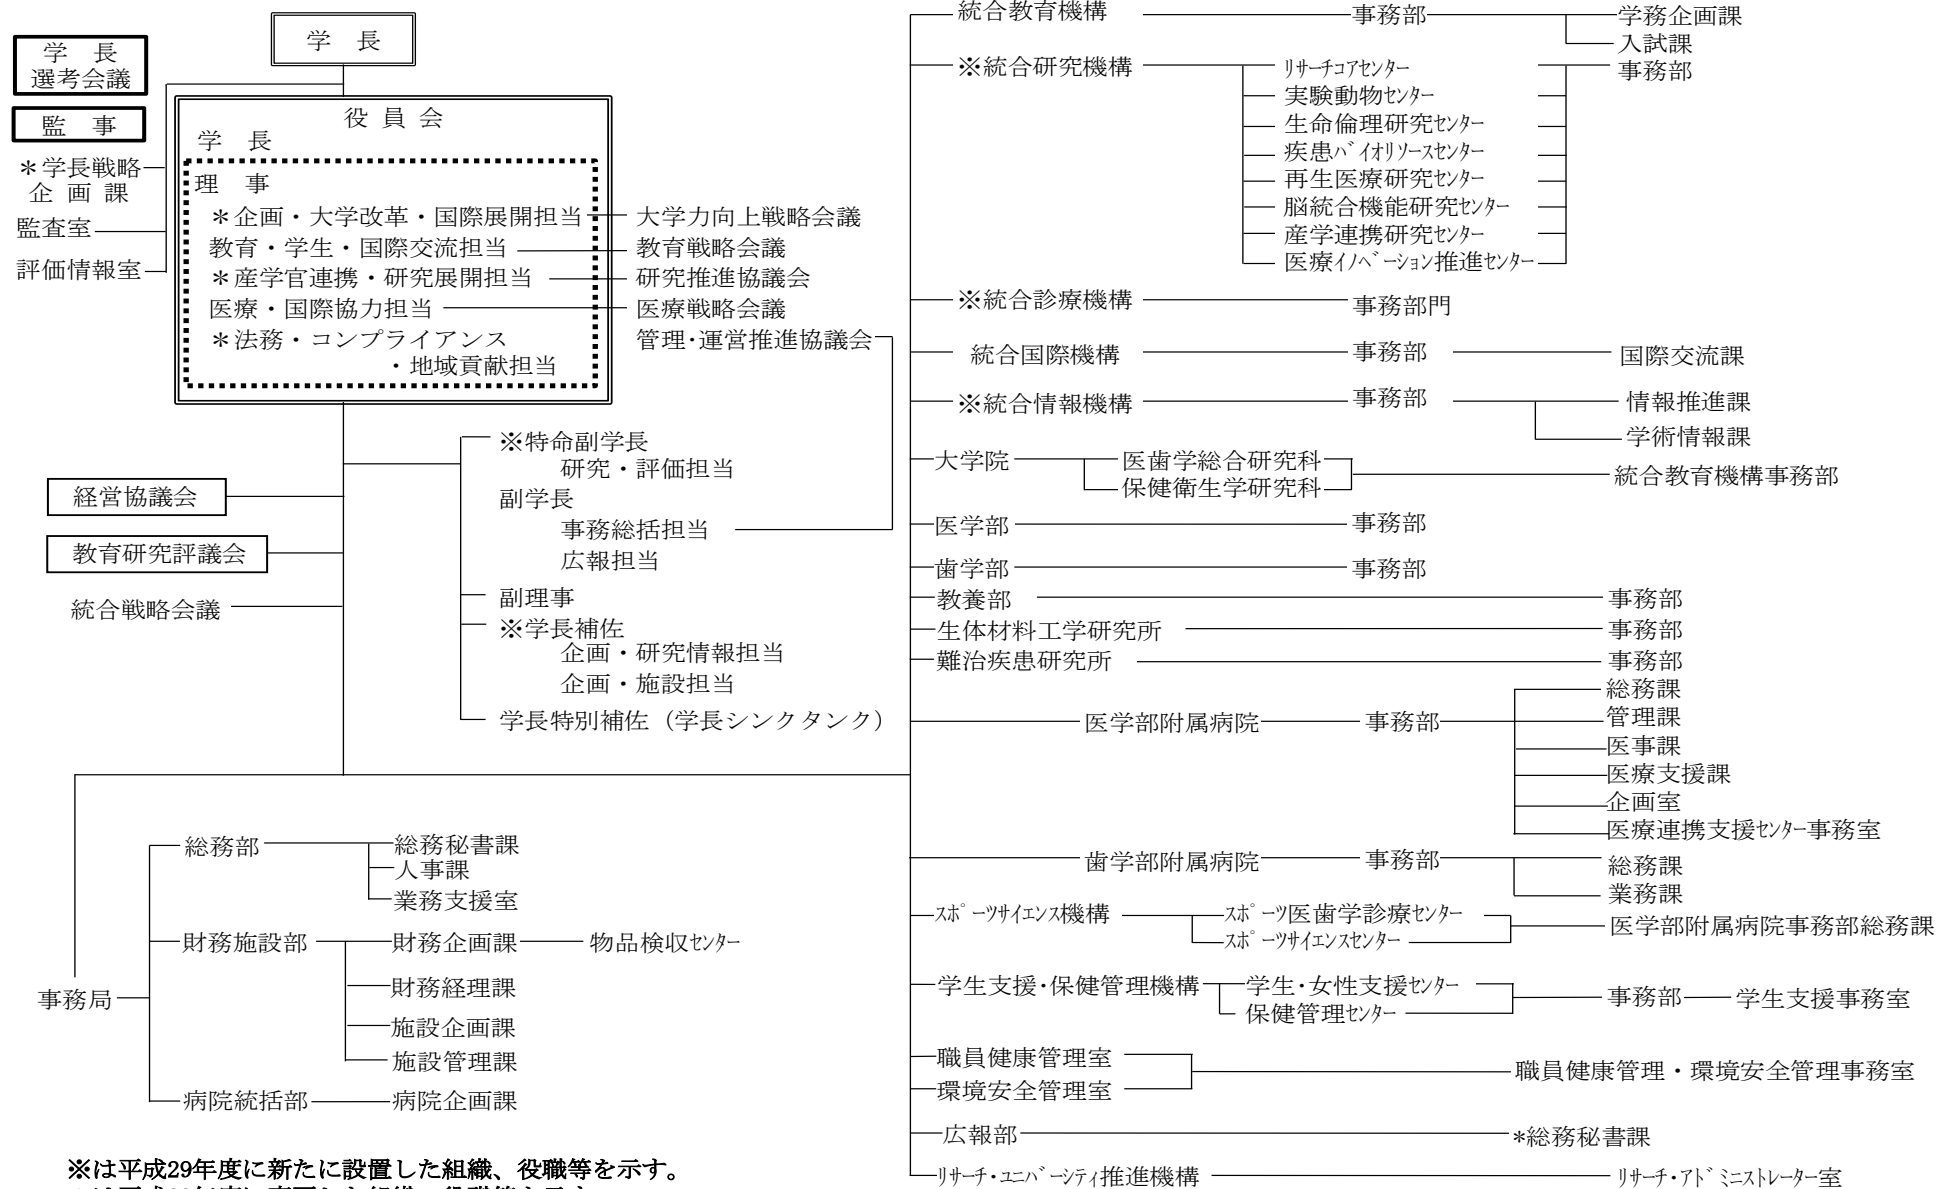 学 長
学 長
選考会議
監 事
＊学長戦略
企 画 課
監査室
評価情報室
役 員 会
学 長
理 事
＊企画・大学改革・国際展開担当 大学力向上戦略会議
教育・学生・国際交流担当 教育戦略会議
＊産学官連携・研究展開担当 研究推進協議会
医療・国際協力担当 医療戦略会議
＊法務・コンプライアンス 管理･運営推進協議会
・地域貢献担当
※特命副学長
研究・評価担当
副学長
事務総括担当
広報担当
副理事
※学長補佐
企画・研究情報担当
企画・施設担当
学長特別補佐（学長シンクタンク）
経営協議会
教育研究評議会
統合戦略会議
事務局
総務部 総務秘書課
人事課
業務支援室
財務施設部 財務企画課 物品検収ｾﾝﾀｰ
財務経理課
施設企画課
施設管理課
病院統括部 病院企画課
統合教育機構 事務部 学務企画課
入試課
※統合研究機構 ﾘｻｰﾁｺｱｾﾝﾀｰ 事務部
実験動物ｾﾝﾀｰ
生命倫理研究ｾﾝﾀｰ
疾患ﾊﾞｲｵﾘｿｰｽｾﾝﾀｰ
再生医療研究ｾﾝﾀｰ
脳統合機能研究ｾﾝﾀｰ
産学連携研究ｾﾝﾀｰ
医療ｲﾉﾍﾞｰｼｮﾝ推進ｾﾝﾀｰ
※統合診療機構 事務部門
統合国際機構 事務部 国際交流課
※統合情報機構 事務部 情報推進課
学術情報課
大学院 医歯学総合研究科
保健衛生学研究科 統合教育機構事務部
医学部 事務部
歯学部 事務部
教養部 事務部
生体材料工学研究所 事務部
難治疾患研究所 事務部
医学部附属病院 事務部 総務課
管理課
医事課
医療支援課
企画室
医療連携支援ｾﾝﾀｰ事務室
歯学部附属病院 事務部 総務課
業務課
ｽﾎﾟｰﾂｻｲｴﾝｽ機構 ｽﾎﾟｰﾂ医歯学診療ｾﾝﾀｰ
ｽﾎﾟｰﾂｻｲｴﾝｽｾﾝﾀｰ 医学部附属病院事務部総務課
学生支援･保健管理機構 学生･女性支援ｾﾝﾀｰ
保健管理ｾﾝﾀｰ 事務部 学生支援事務室
職員健康管理室
環境安全管理室 職員健康管理・環境安全管理事務室
広報部 *総務秘書課
ﾘｻｰﾁ･ﾕﾆﾊﾞｰｼﾃｨ推進機構 ﾘｻｰﾁ･ｱﾄﾞﾐﾆｽﾄﾚｰﾀｰ室
※は平成29年度に新たに設置した組織、役職等を示す。